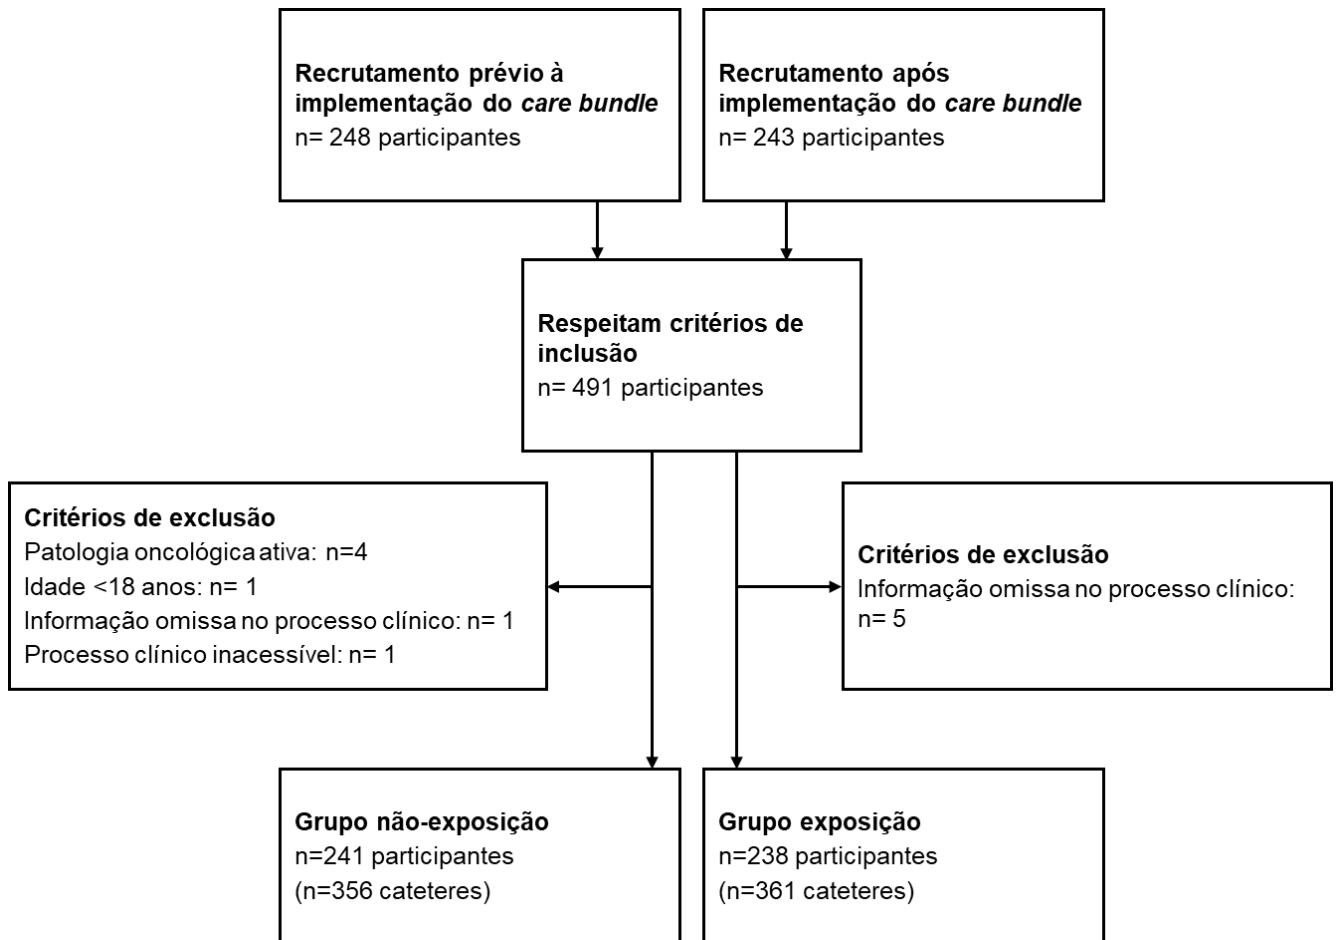 Recrutamento prévio à
implementação do care bundle
n= 248 participantes
Recrutamento após
implementação do care bundle
n= 243 participantes
Respeitam critérios de
inclusão
n= 491 participantes
Critérios de exclusão
Patologia oncológica ativa: n=4
Idade <18 anos: n= 1
Informação omissa no processo clínico: n= 1
Processo clínico inacessível: n= 1
Critérios de exclusão
Informação omissa no processo clínico:
n= 5
Grupo não-exposição
n=241 participantes
(n=356 cateteres)
Grupo exposição
n=238 participantes
(n=361 cateteres)